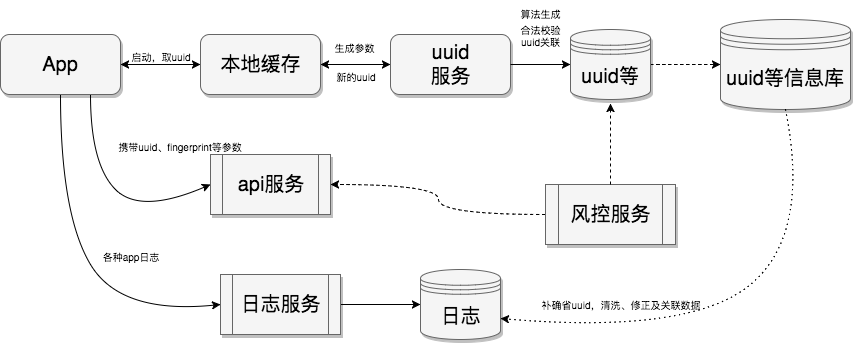 App
启动，取uuid
本地缓存
生成参数
新的uuid
uuid
服务
算法生成
合法校验
uuid关联
uuid等
uuid等信息库
携带uuid、fingerprint等参数
api服务
风控服务
各种app日志
日志服务
日志
补确省uuid，清洗、修正及关联数据